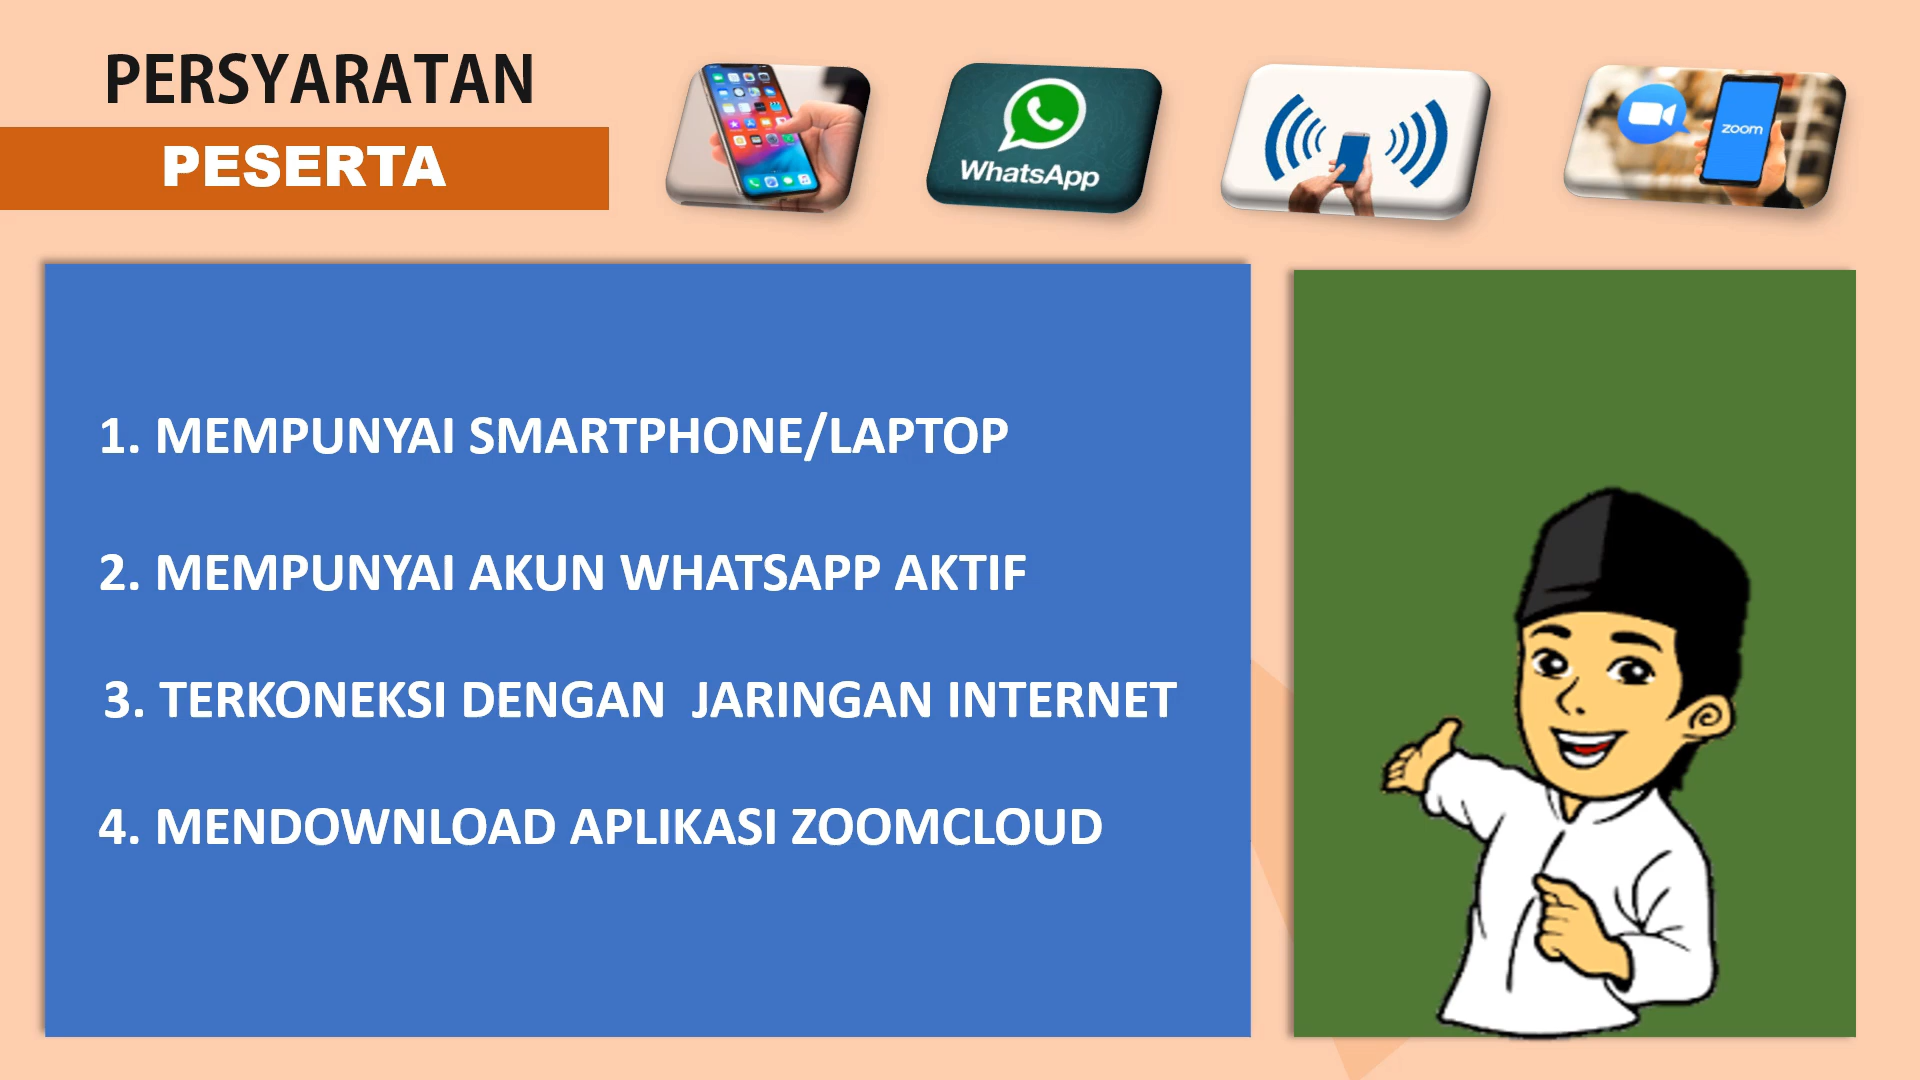 PERSYARATAN
PESERTA
WhatsApp
zoom
1. MEMPUNYAI SMARTPHONE/LAPTOP
2. MEMPUNYAI AKUN WHATSAPP AKTIF
3. TERKONEKSI DENGAN JARINGAN INTERNET
4. MENDOWNLOAD APLIKASI ZOOMCLOUD